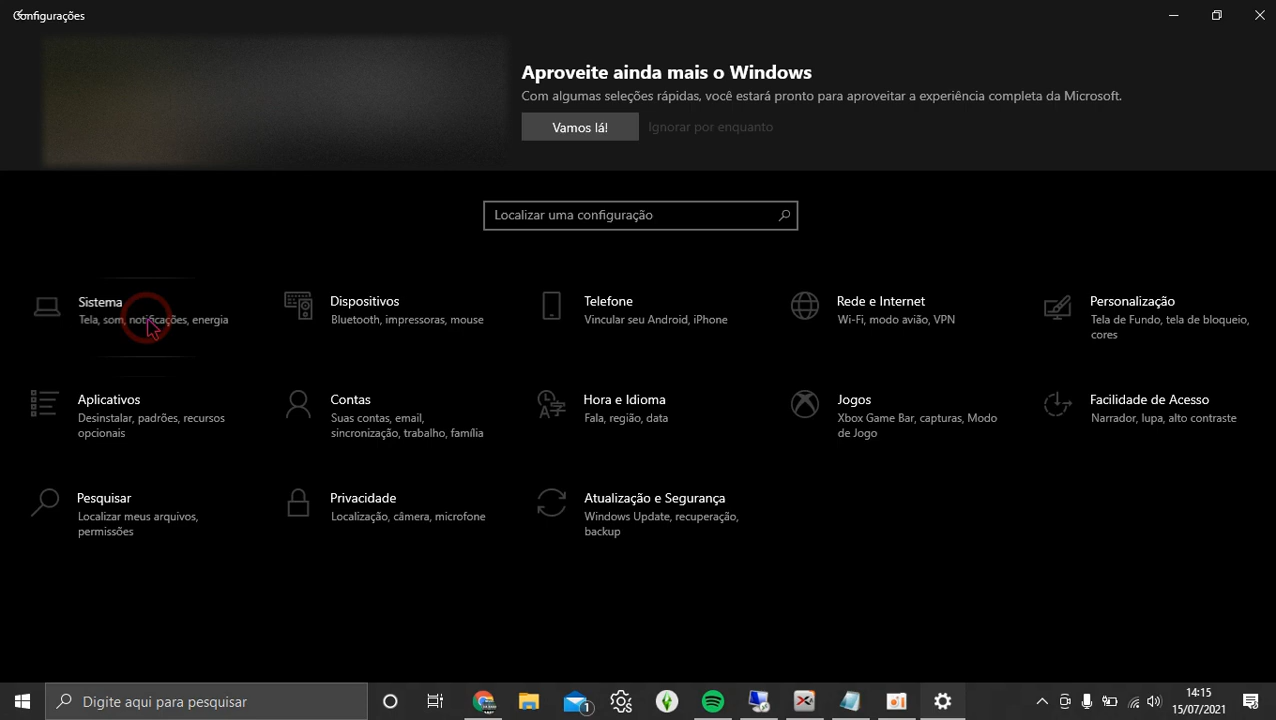 Configurações
Aproveite ainda mais o Windows
Com algumas seleções rápidas, você estará pronto para aproveitar a experiência completa da Microsoft.
Vamos lá!
Ignorar por enquanto
Localizar uma configuração
Sistema
Tela, som, notificações, energia
Dispositivos
Bluetooth, impressoras, mouse
Telefone
Vincular seu Android, iPhone
Rede e Internet
Wi-Fi, modo avião, VPN
Personalização
Tela de Fundo, tela de bloqueio,
cores
Aplicativos
Desinstalar, padrões, recursos
opcionais
Contas
Suas contas, email,
sincronização, trabalho, família
Hora e Idioma
Fala, região, data
Jogos
Xbox Game Bar, capturas, Modo
de Jogo
Facilidade de Acesso
Narrador, lupa, alto contraste
Pesquisar
Localizar meus arquivos,
permissões
Privacidade
Localização, câmera, microfone
Atualização e Segurança
Windows Update, recuperação,
backup
Digite aqui para pesquisar
1
14:15
15/07/2021